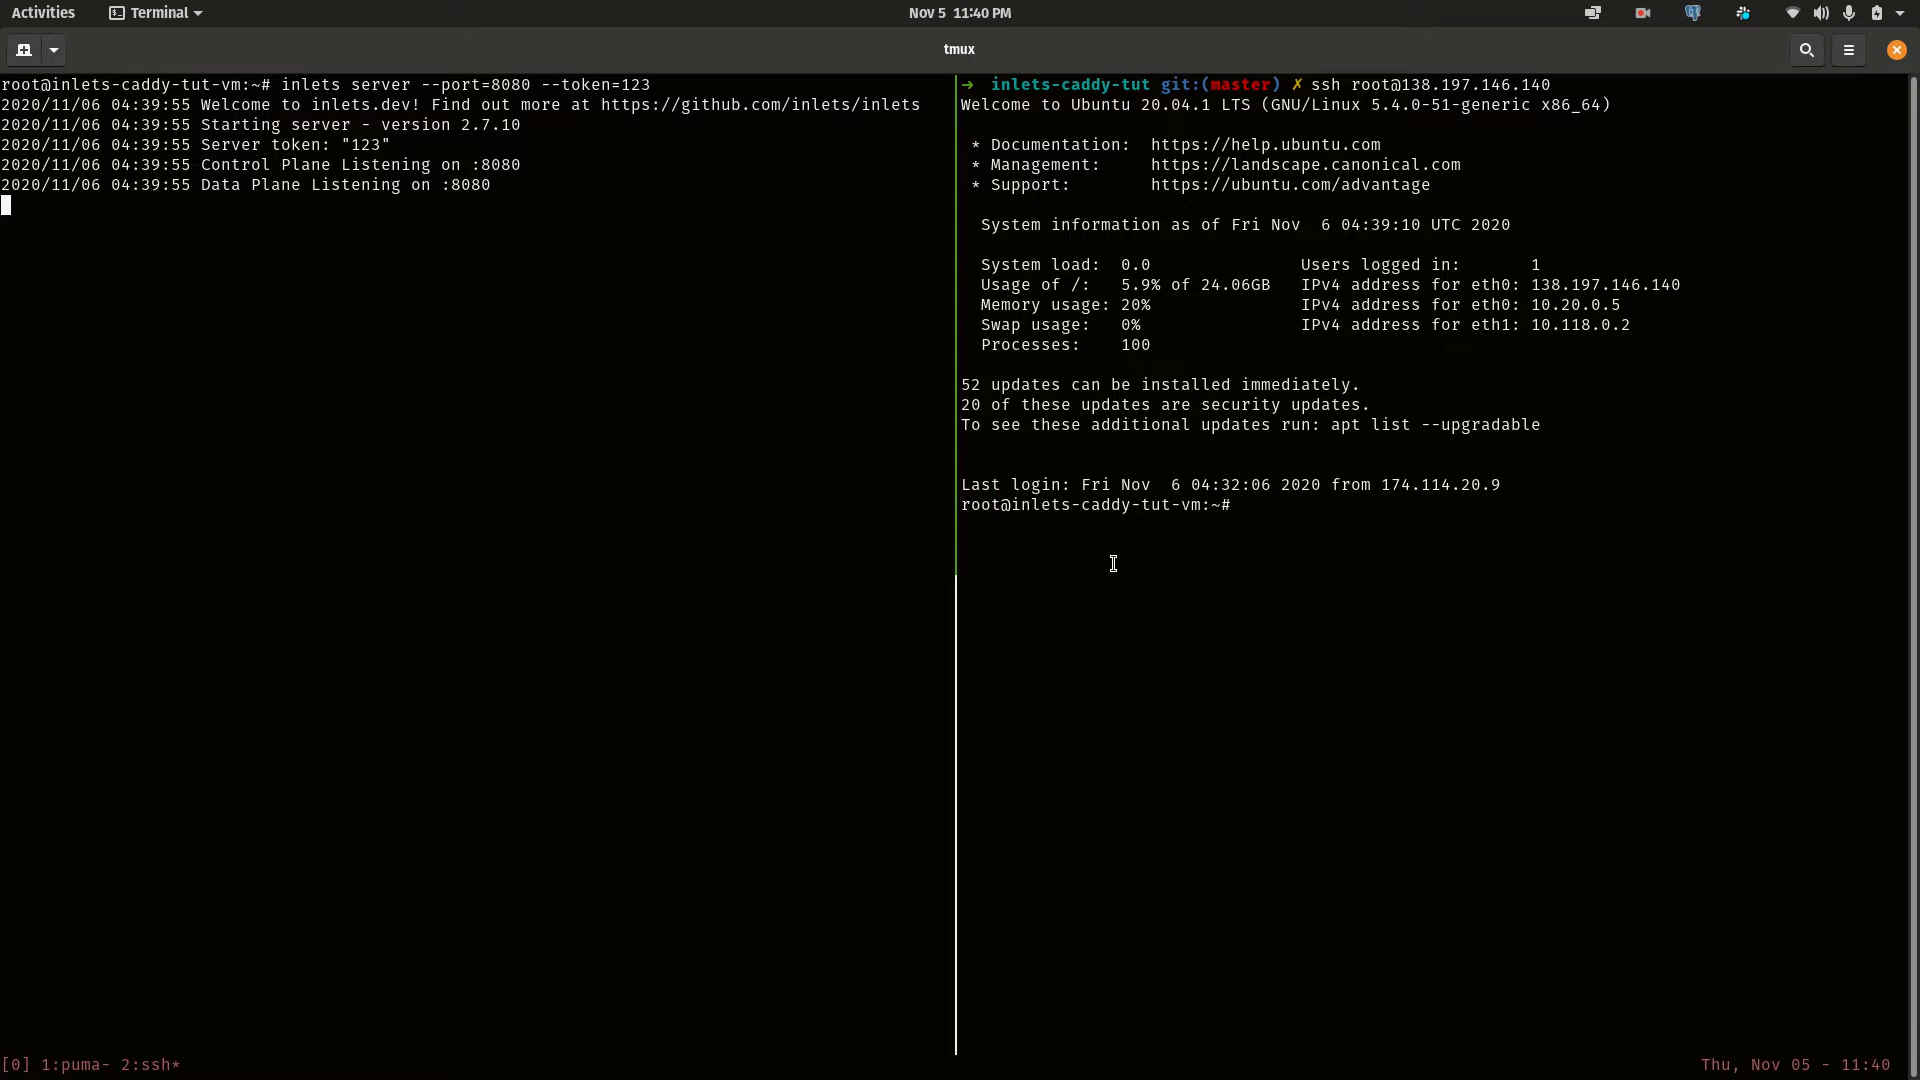 Activities Terminal Nov 5 11:40 PM
tmux
root@inlets-caddy-tut-vm:~# inlets server --port=8080 --token=123
2020/11/06 04:39:55 Welcome to inlets.dev! Find out more at https://github.com/inlets/inlets
2020/11/06 04:39:55 Starting server - version 2.7.10
2020/11/06 04:39:55 Server token: "123"
2020/11/06 04:39:55 Control Plane Listening on :8080
2020/11/06 04:39:55 Data Plane Listening on :8080
→ inlets-caddy-tut git:(master) ✗ ssh root@138.197.146.140
Welcome to Ubuntu 20.04.1 LTS (GNU/Linux 5.4.0-51-generic x86_64)
* Documentation: https://help.ubuntu.com
* Management: https://landscape.canonical.com
* Support: https://ubuntu.com/advantage
System information as of Fri Nov 6 04:39:10 UTC 2020
System load: 0.0 Users logged in: 1
Usage of /: 5.9% of 24.06GB IPv4 address for eth0: 138.197.146.140
Memory usage: 20% IPv4 address for eth0: 10.20.0.5
Swap usage: 0% IPv4 address for eth1: 10.118.0.2
Processes: 100
52 updates can be installed immediately.
20 of these updates are security updates.
To see these additional updates run: apt list --upgradable
Last login: Fri Nov 6 04:32:06 2020 from 174.114.20.9
root@inlets-caddy-tut-vm:~#
[0] 1:puma- 2:ssh* Thu, Nov 05 - 11:40